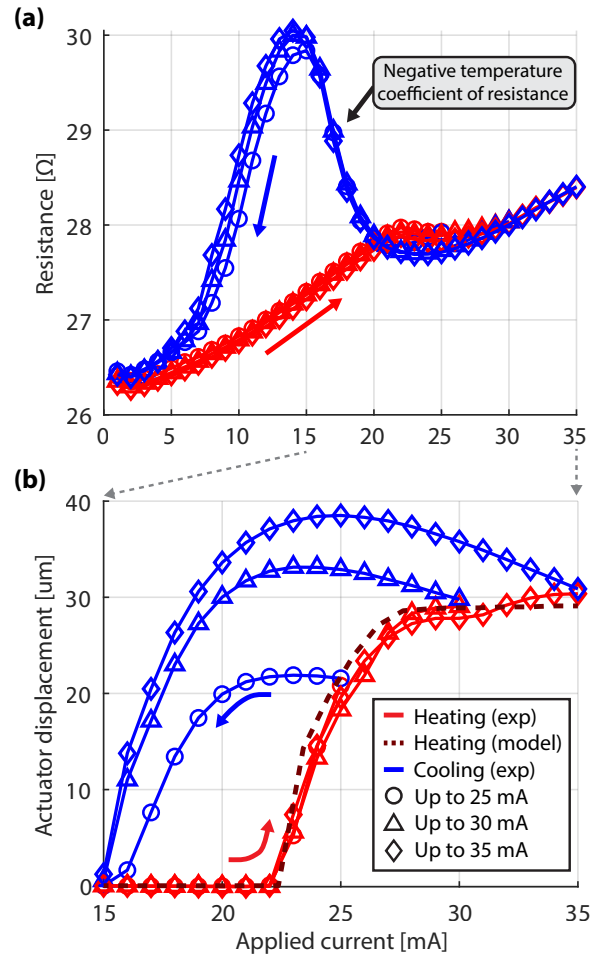 (a)
30
29
28
27
26
Resistance [Ω]
Negative temperature
coefficient of resistance
0 5 10 15 20 25 30 35
(b)
40
30
20
10
0
Actuator displacement [um]
Heating (exp)
Heating (model)
Cooling (exp)
Up to 25 mA
Up to 30 mA
Up to 35 mA
15 20 25 30 35
Applied current [mA]